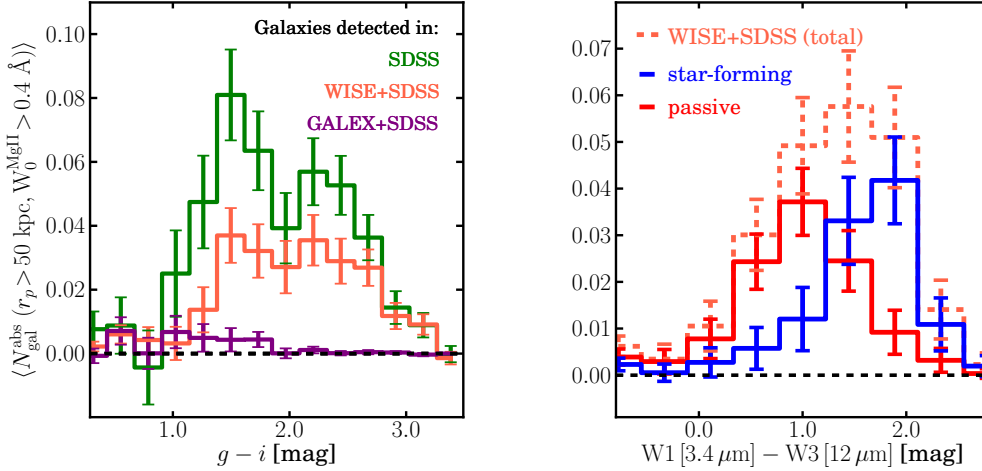 ⟨N_gal^abs (r_p > 50 kpc, W_0^MgII > 0.4 Å)⟩
0.10
0.08
0.06
0.04
0.02
0.00
Galaxies detected in:
SDSS
WISE+SDSS
GALEX+SDSS
1.0 2.0 3.0
g − i [mag]
0.07
0.06
0.05
0.04
0.03
0.02
0.01
0.00
WISE+SDSS (total)
star-forming
passive
0.0 1.0 2.0
W1 [3.4 μm] − W3 [12 μm] [mag]